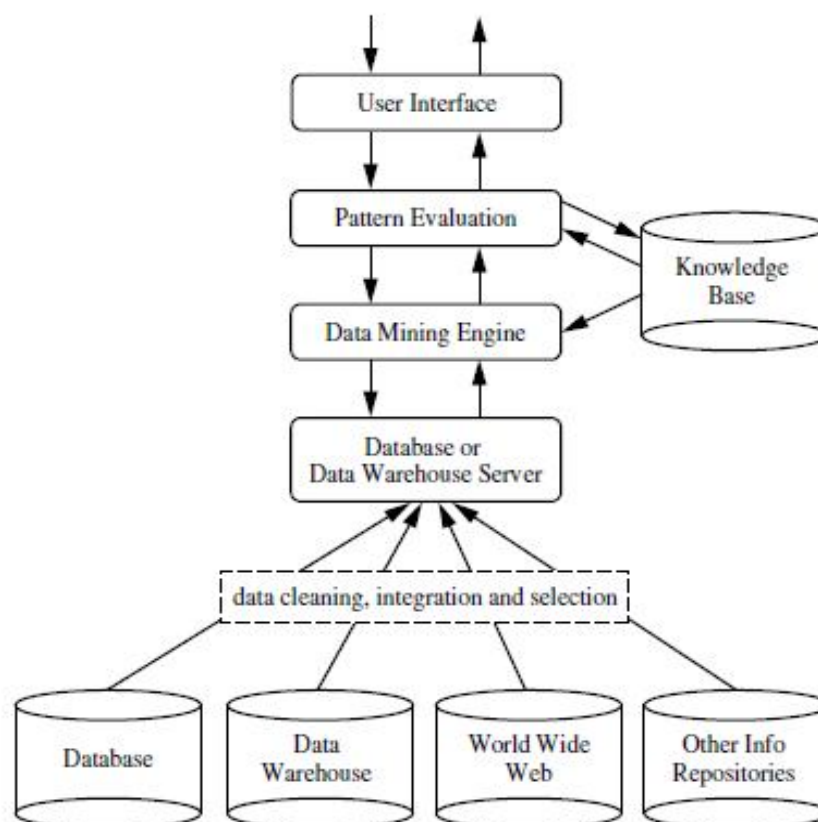 User Interface
Pattern Evaluation
Knowledge
Base
Data Mining Engine
Database or
Data Warehouse Server
data cleaning, integration and selection
Database
Data
Warehouse
World Wide
Web
Other Info
Repositories